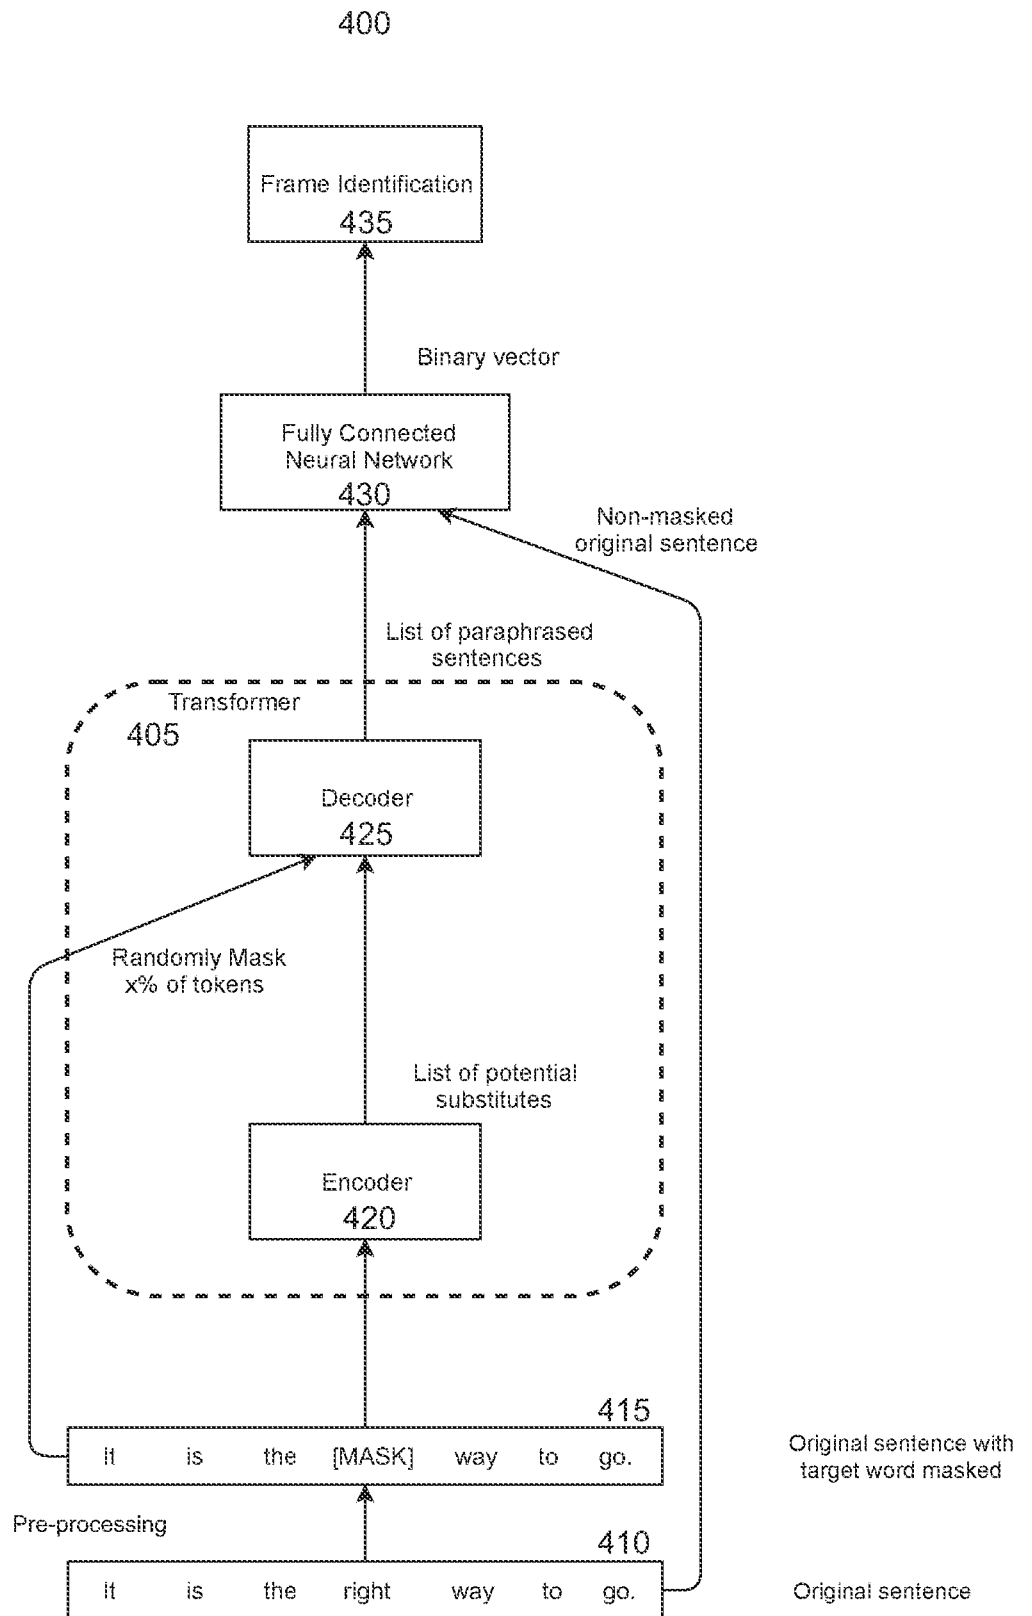 400
Frame Identification
435
Binary vector
Fully Connected
Neural Network
430
Non-masked
original sentence
List of paraphrased
sentences
Transformer
405
Decoder
425
Randomly Mask
x% of tokens
List of potential
substitutes
Encoder
420
415
it is the [MASK] way to go.
Original sentence with
target word masked
Pre-processing
410
it is the right way to go.
Original sentence